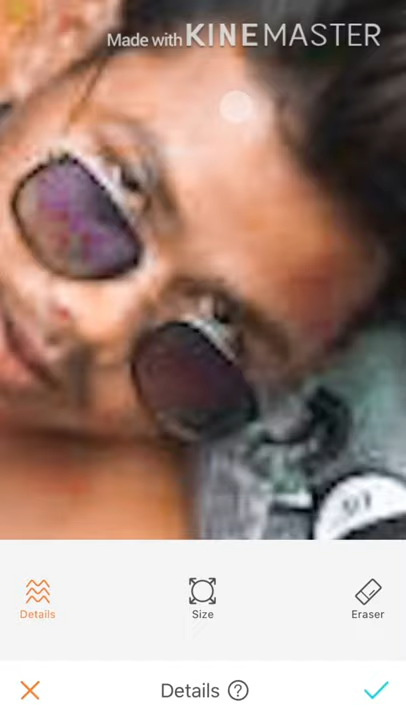 Made with KINEMASTER
Details
Size
Eraser
Details ?